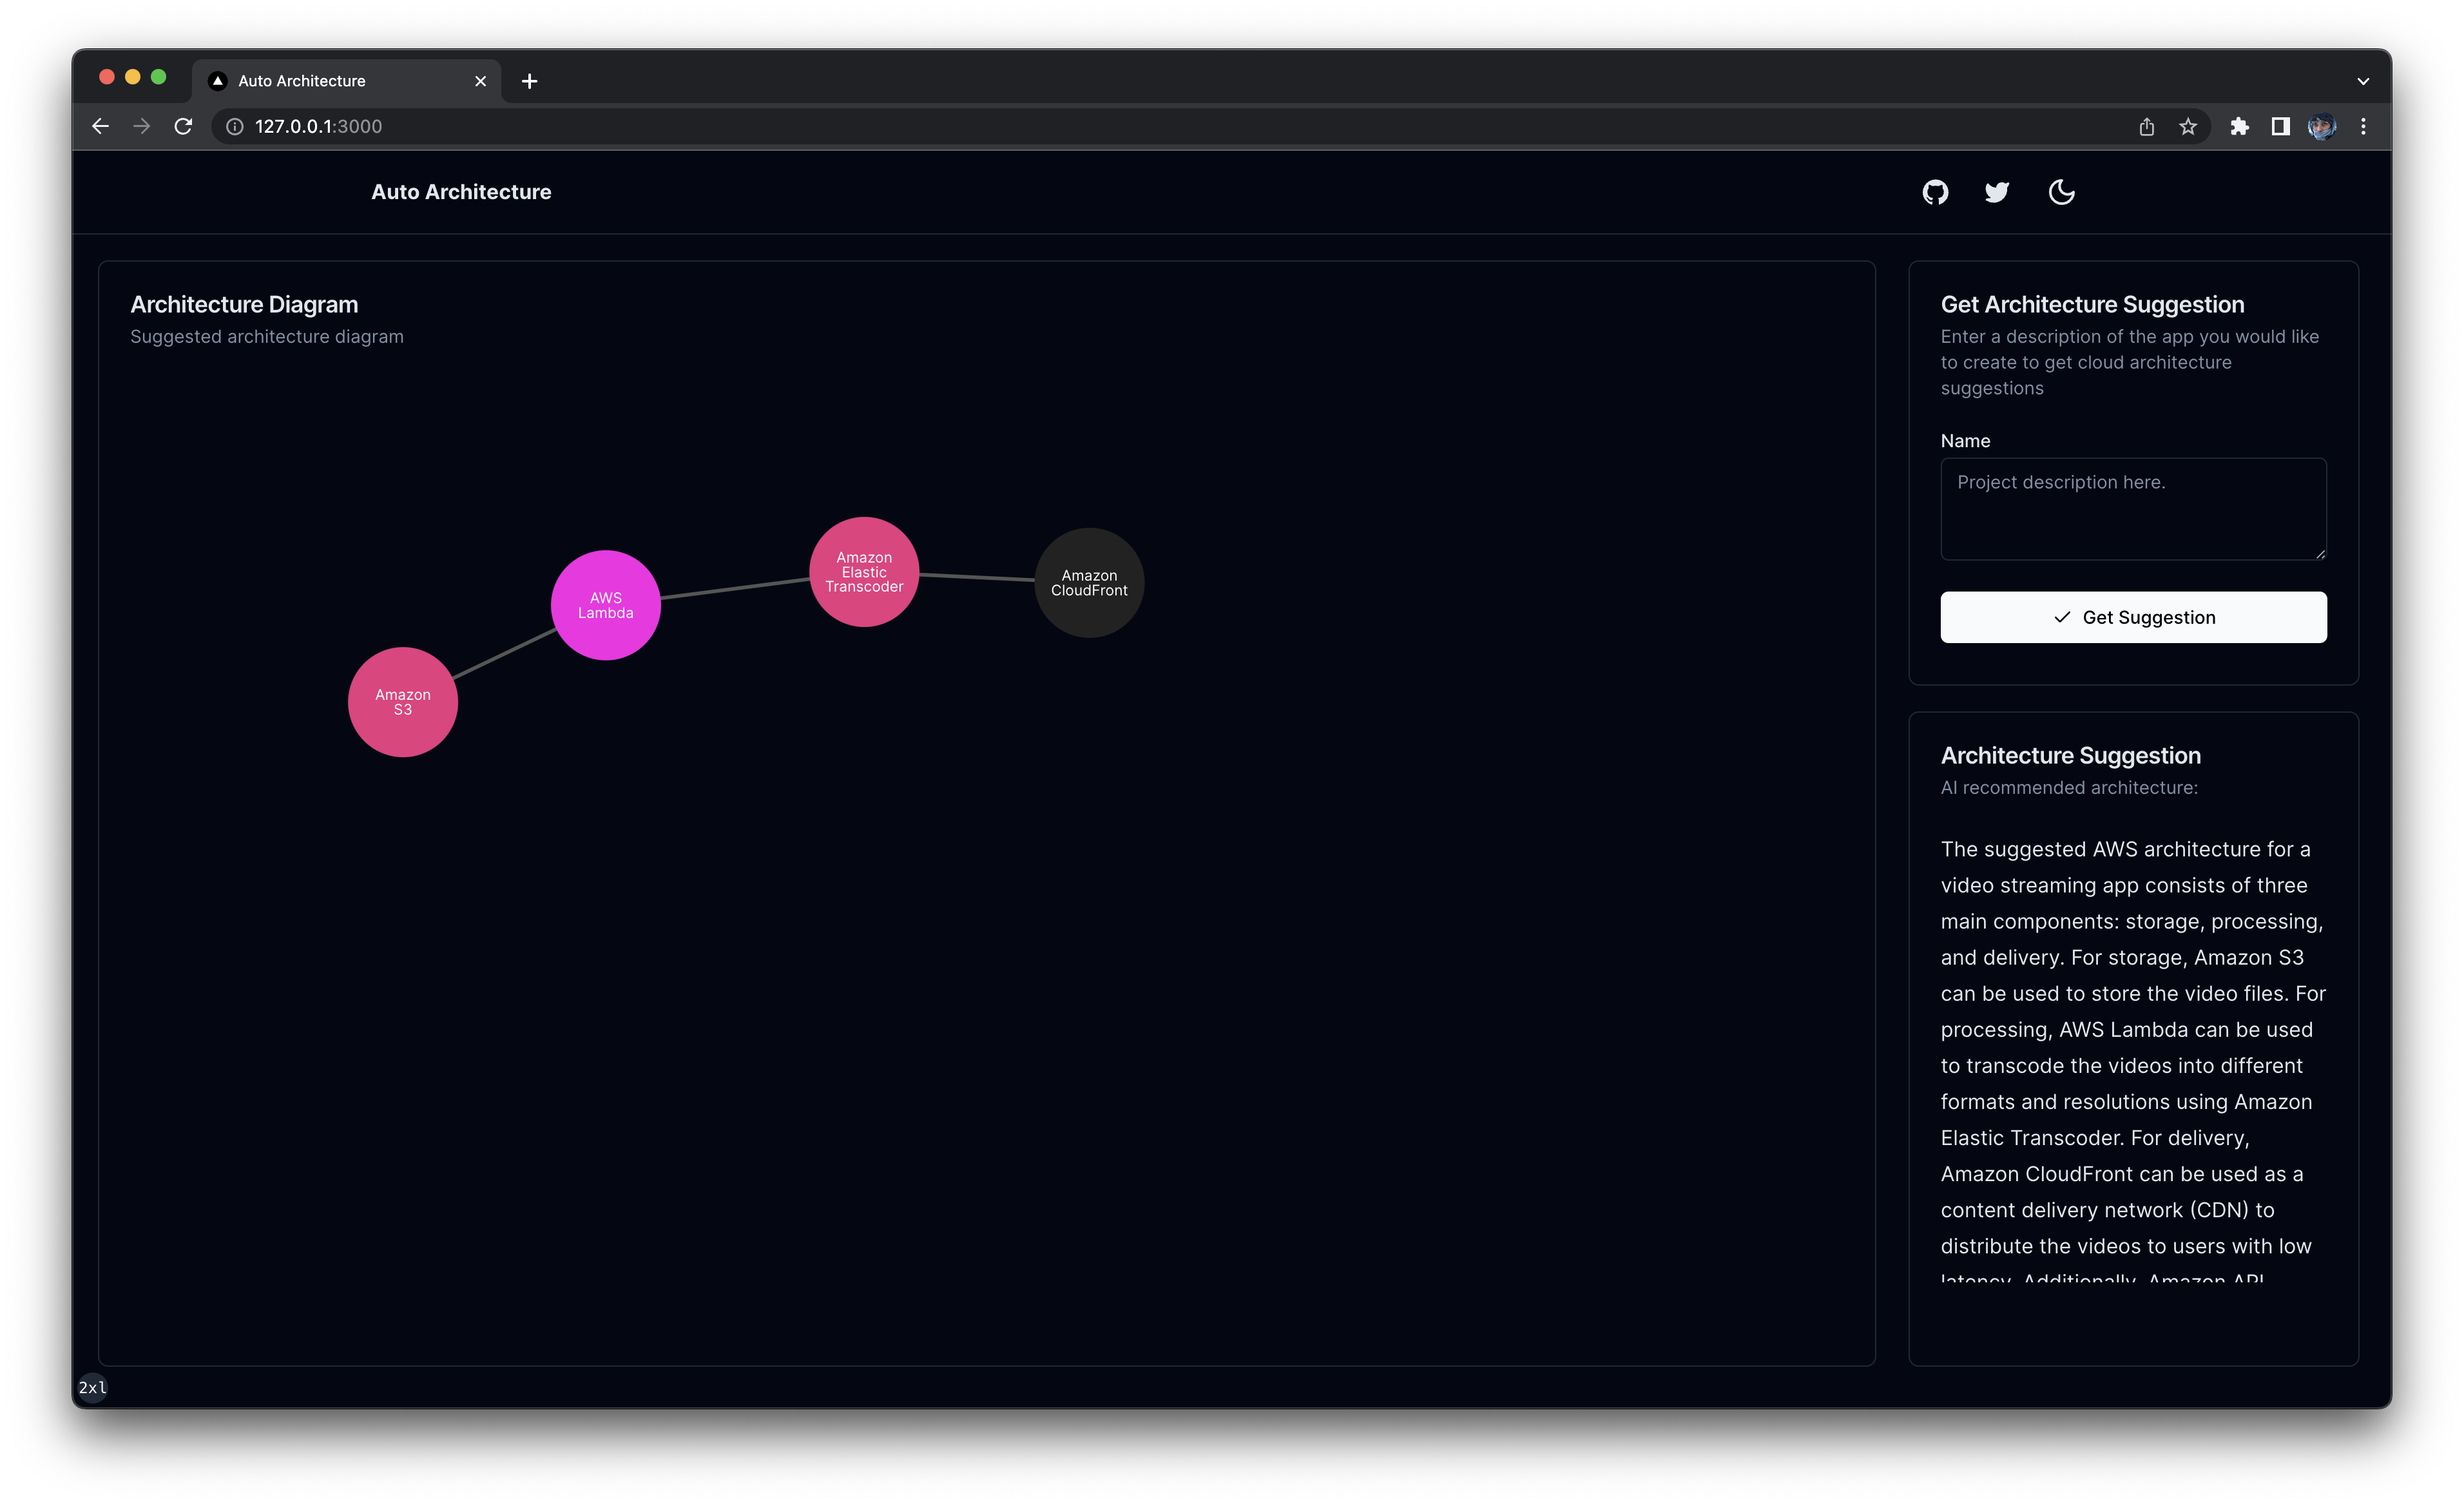 Auto Architecture
127.0.0.1:3000
Auto Architecture
Architecture Diagram
Suggested architecture diagram
Amazon
S3
AWS
Lambda
Amazon
Elastic
Transcoder
Amazon
CloudFront
Get Architecture Suggestion
Enter a description of the app you would like
to create to get cloud architecture
suggestions
Name
Project description here.
Get Suggestion
Architecture Suggestion
AI recommended architecture:
The suggested AWS architecture for a
video streaming app consists of three
main components: storage, processing,
and delivery. For storage, Amazon S3
can be used to store the video files. For
processing, AWS Lambda can be used
to transcode the videos into different
formats and resolutions using Amazon
Elastic Transcoder. For delivery,
Amazon CloudFront can be used as a
content delivery network (CDN) to
distribute the videos to users with low
latency. Additionally, Amazon API
2xl